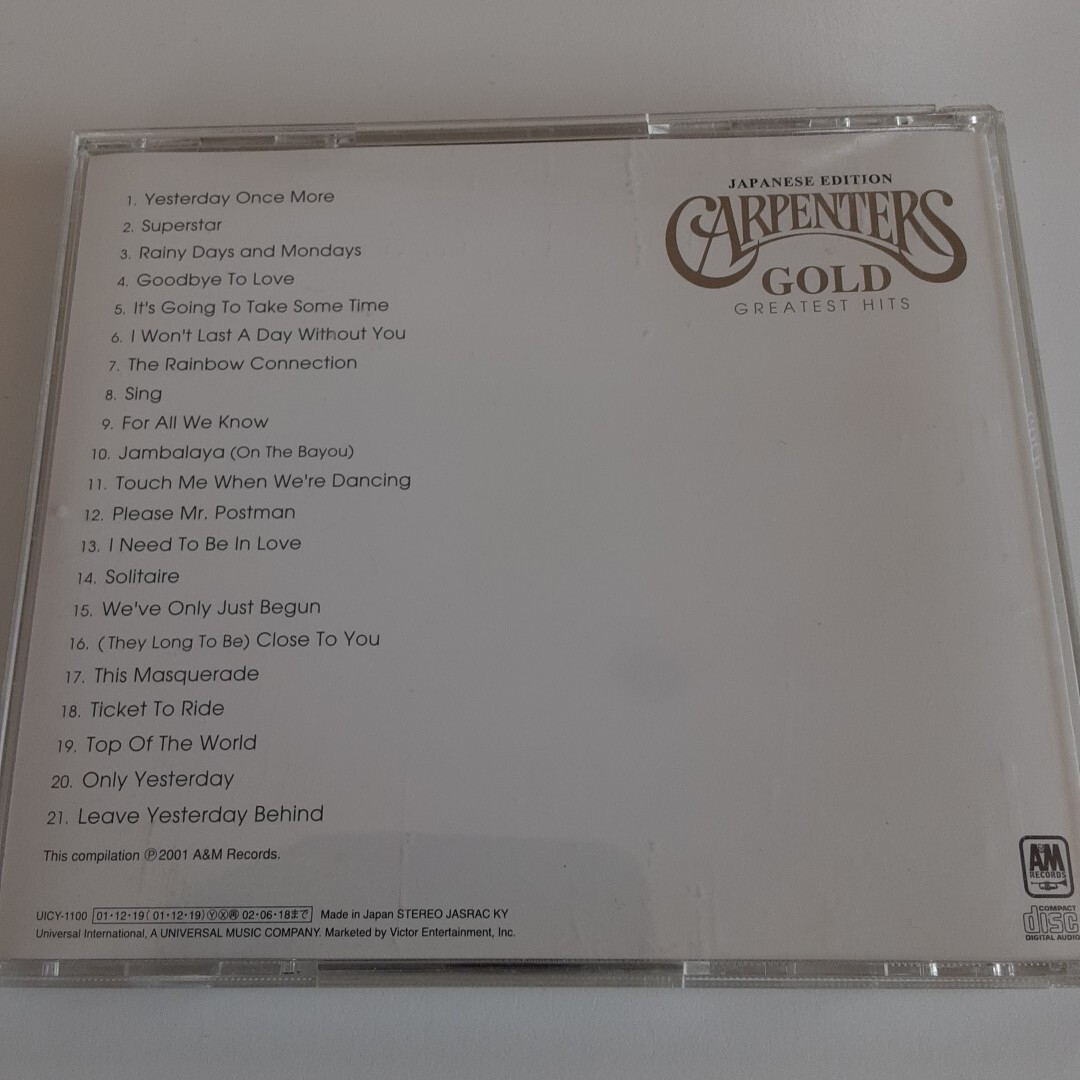 JAPANESE EDITION
CARPENTERS
GOLD
GREATEST HITS
1. Yesterday Once More
2. Superstar
3. Rainy Days and Mondays
4. Goodbye To Love
5. It's Going To Take Some Time
6. I Won't Last A Day Without You
7. The Rainbow Connection
8. Sing
9. For All We Know
10. Jambalaya (On The Bayou)
11. Touch Me When We're Dancing
12. Please Mr. Postman
13. I Need To Be In Love
14. Solitaire
15. We've Only Just Begun
16. (They Long To Be) Close To You
17. This Masquerade
18. Ticket To Ride
19. Top Of The World
20. Only Yesterday
21. Leave Yesterday Behind
This compilation ℗2001 A&M Records.
UICY-1100 01・12・19(01・12・19)ⓎⓍ㊞ 02・06・18まで Made in Japan STEREO JASRAC KY
Universal International, A UNIVERSAL MUSIC COMPANY. Marketed by Victor Entertainment, Inc.
A&M
RECORDS
COMPACT
disc
DIGITAL AUDIO